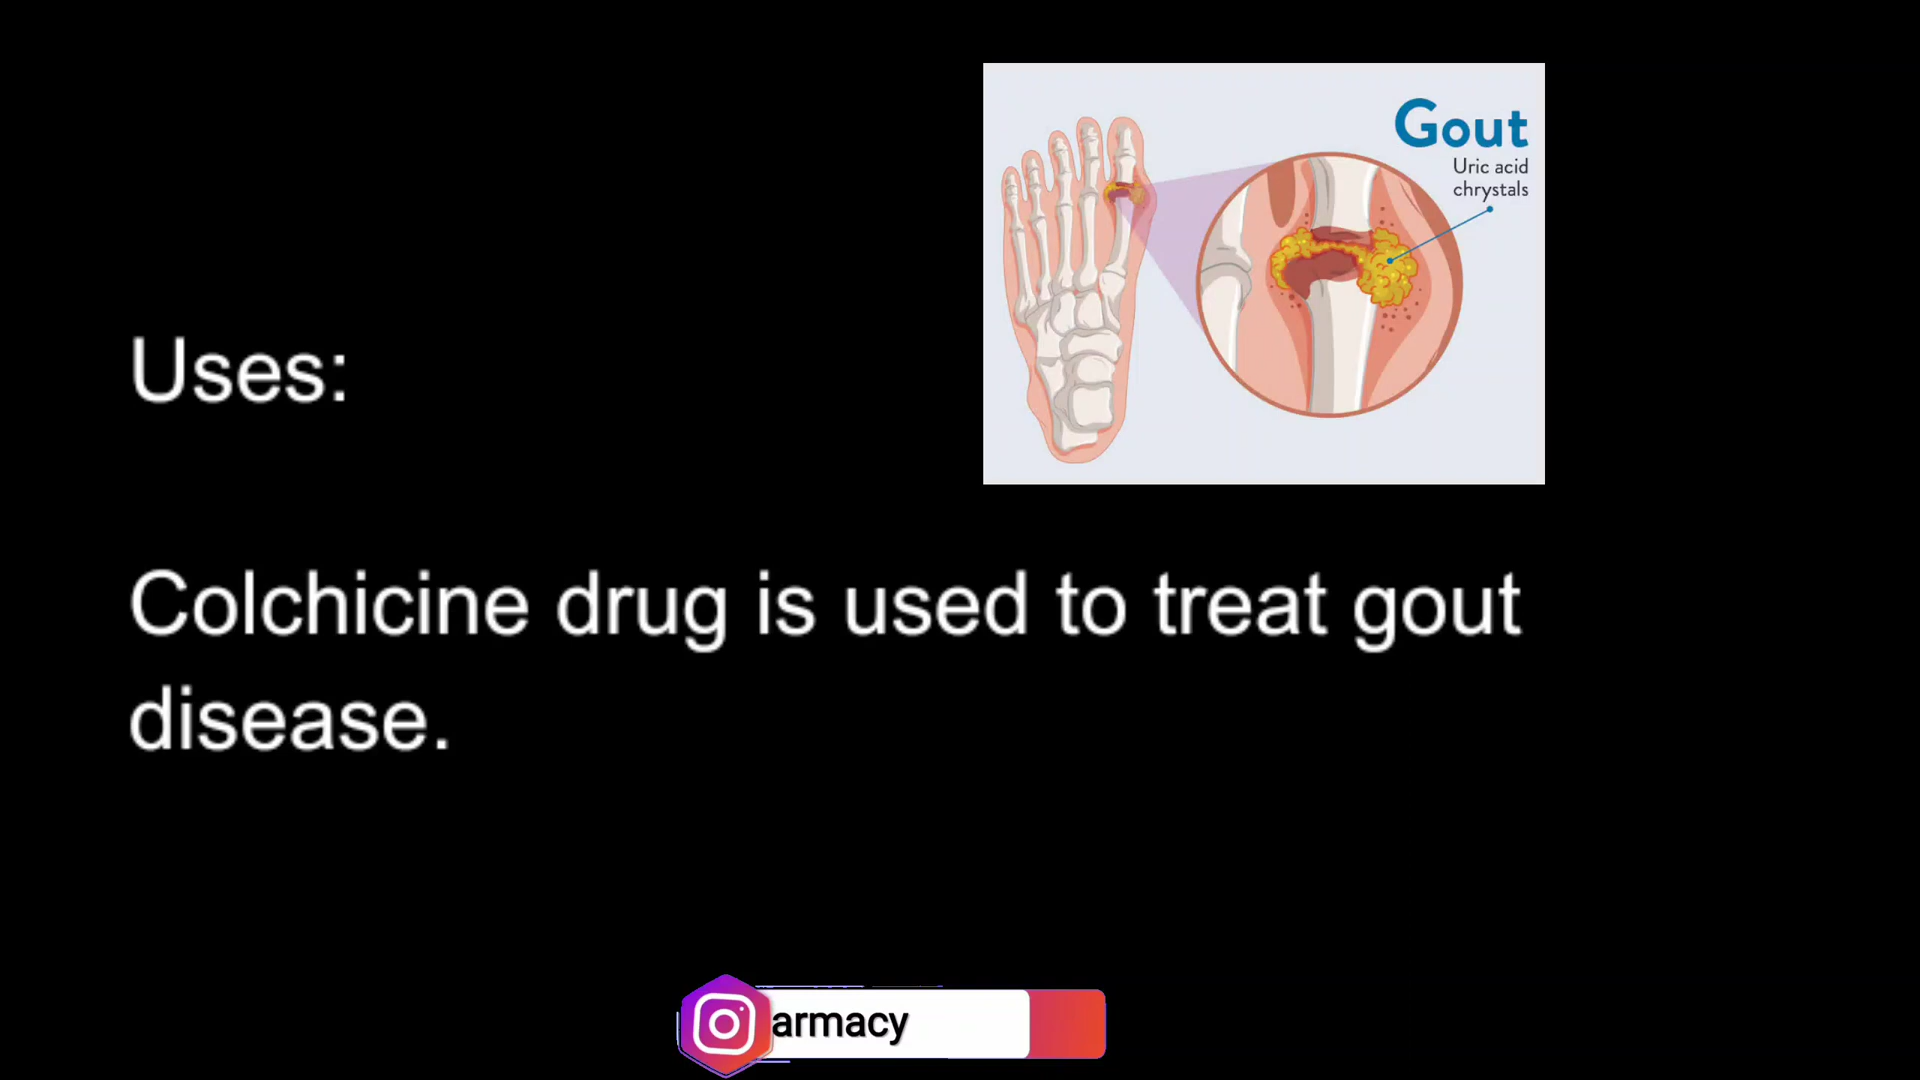 Gout
Uric acid
chrystals
Uses:
Colchicine drug is used to treat gout
disease.
armacy